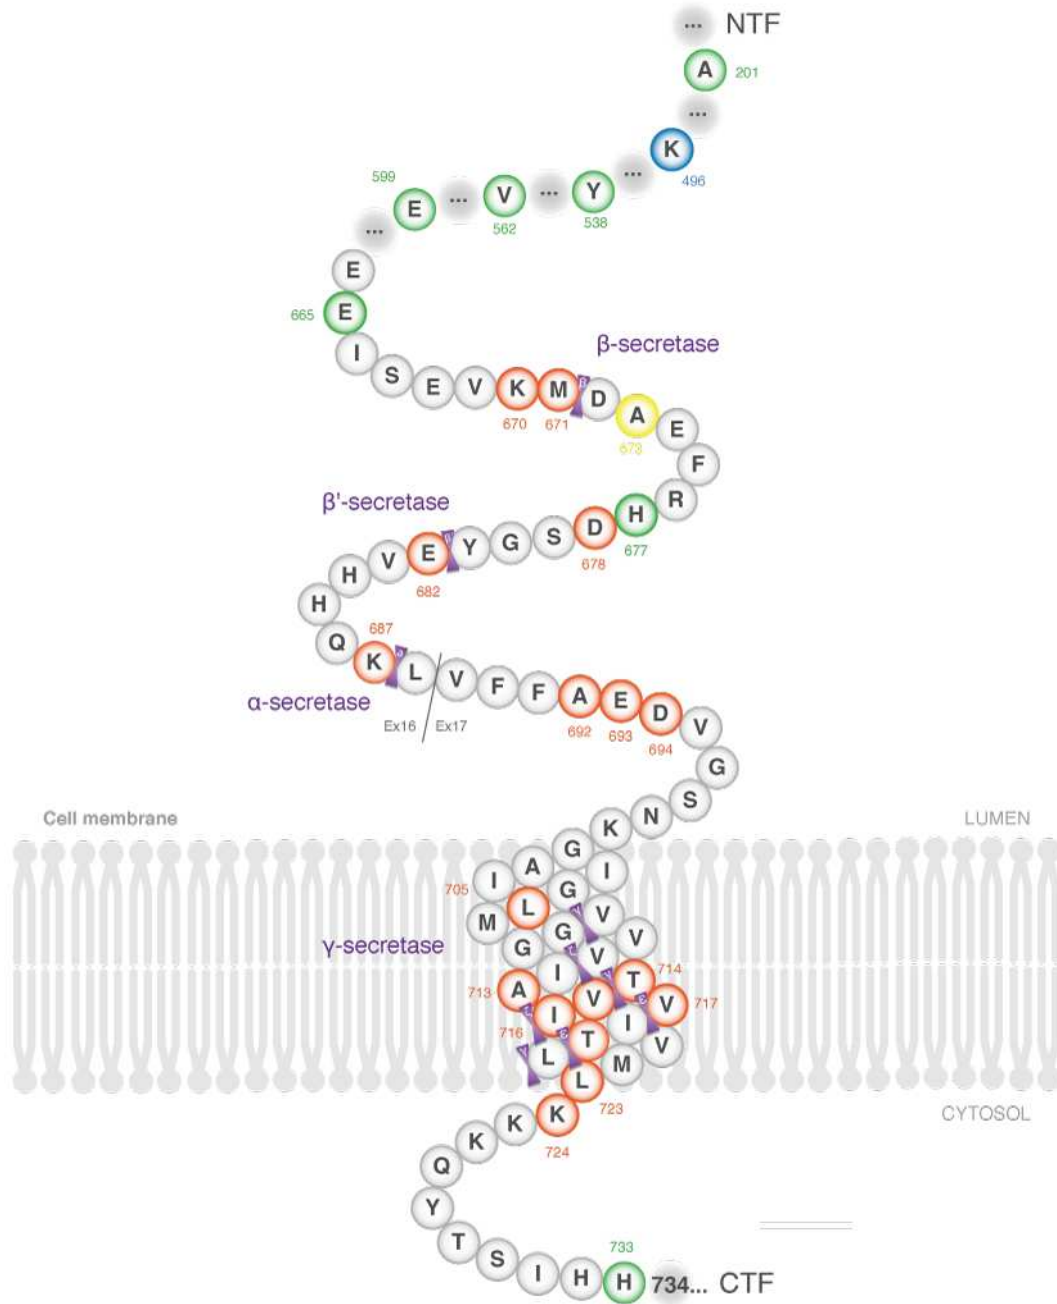 ... NTF
A 201
...
K
496
...
599
E ... V ... Y
562 538
...
E
665 E
I S E V K M β D A E F R H D S G Y β' E V H H Q K α L V F F A E D V G S N K
β-secretase
670 671
673
β'-secretase
677
678
682
687
α-secretase
Ex16 Ex17
692 693 694
Cell membrane
LUMEN
G A I
I G L M
705
V V G G
γ-secretase
V V I A
713
T V I
714
716
V I T L
717
V M L
723
CYTOSOL
K K K
724
Q
Y
T S I H H
733
734... CTF